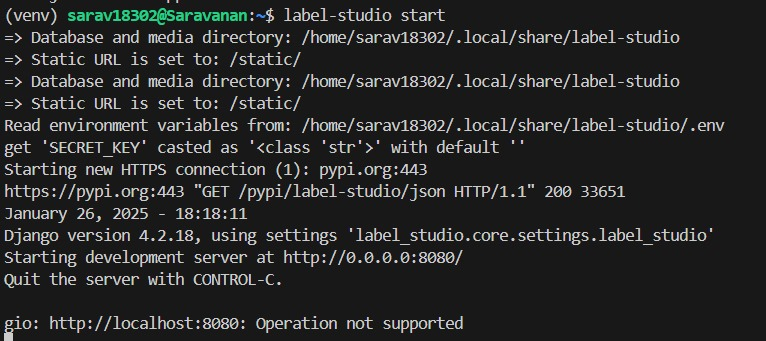 (venv) sarav18302@Saravanan:~$ label-studio start
=> Database and media directory: /home/sarav18302/.local/share/label-studio
=> Static URL is set to: /static/
=> Database and media directory: /home/sarav18302/.local/share/label-studio
=> Static URL is set to: /static/
Read environment variables from: /home/sarav18302/.local/share/label-studio/.env
get 'SECRET_KEY' casted as '<class 'str'>' with default ''
Starting new HTTPS connection (1): pypi.org:443
https://pypi.org:443 "GET /pypi/label-studio/json HTTP/1.1" 200 33651
January 26, 2025 - 18:18:11
Django version 4.2.18, using settings 'label_studio.core.settings.label_studio'
Starting development server at http://0.0.0.0:8080/
Quit the server with CONTROL-C.
gio: http://localhost:8080: Operation not supported